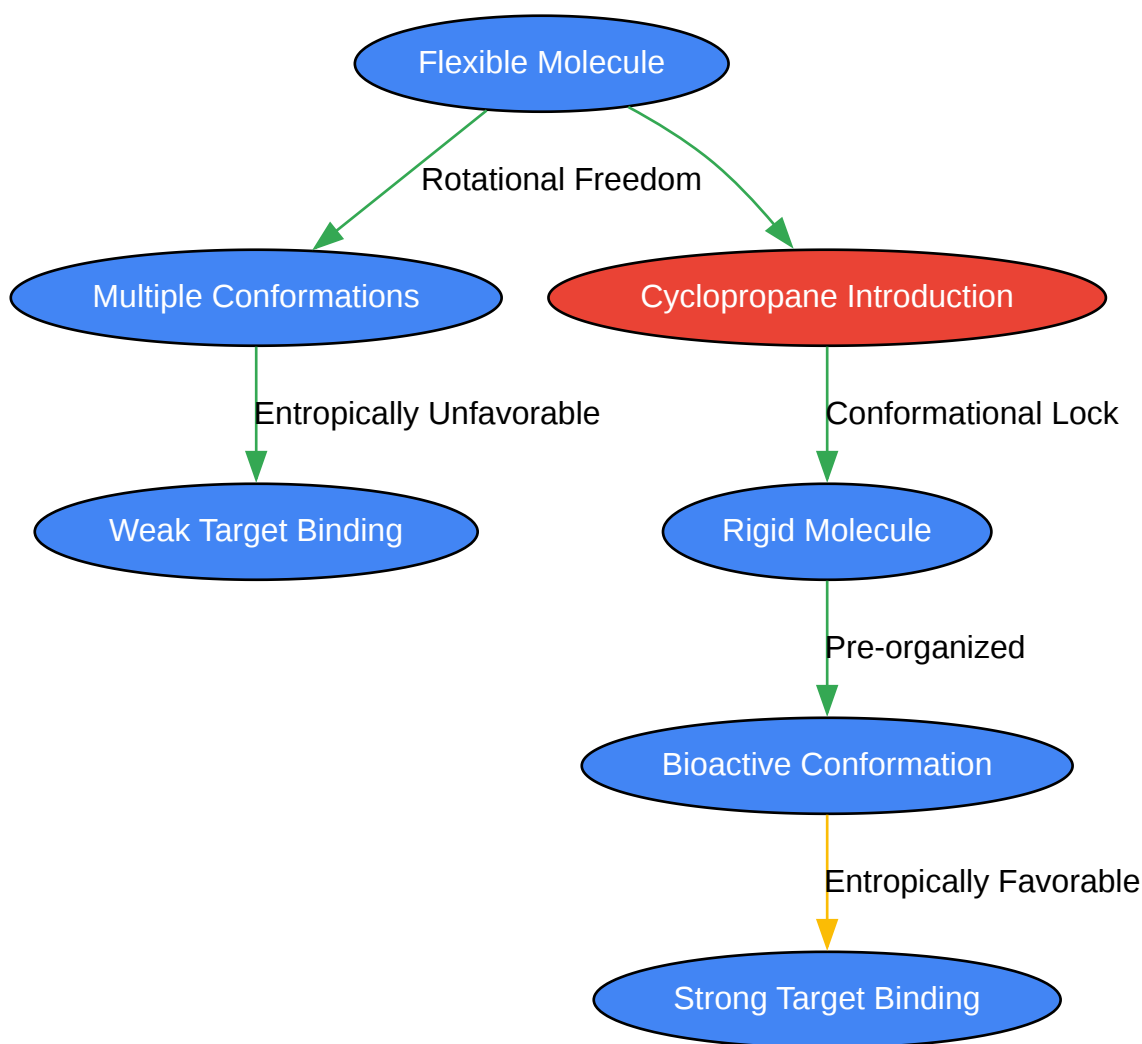 Flexible Molecule
Rotational Freedom
Multiple Conformations
Cyclopropane Introduction
Entropically Unfavorable
Conformational Lock
Weak Target Binding
Rigid Molecule
Pre-organized
Bioactive Conformation
Entropically Favorable
Strong Target Binding